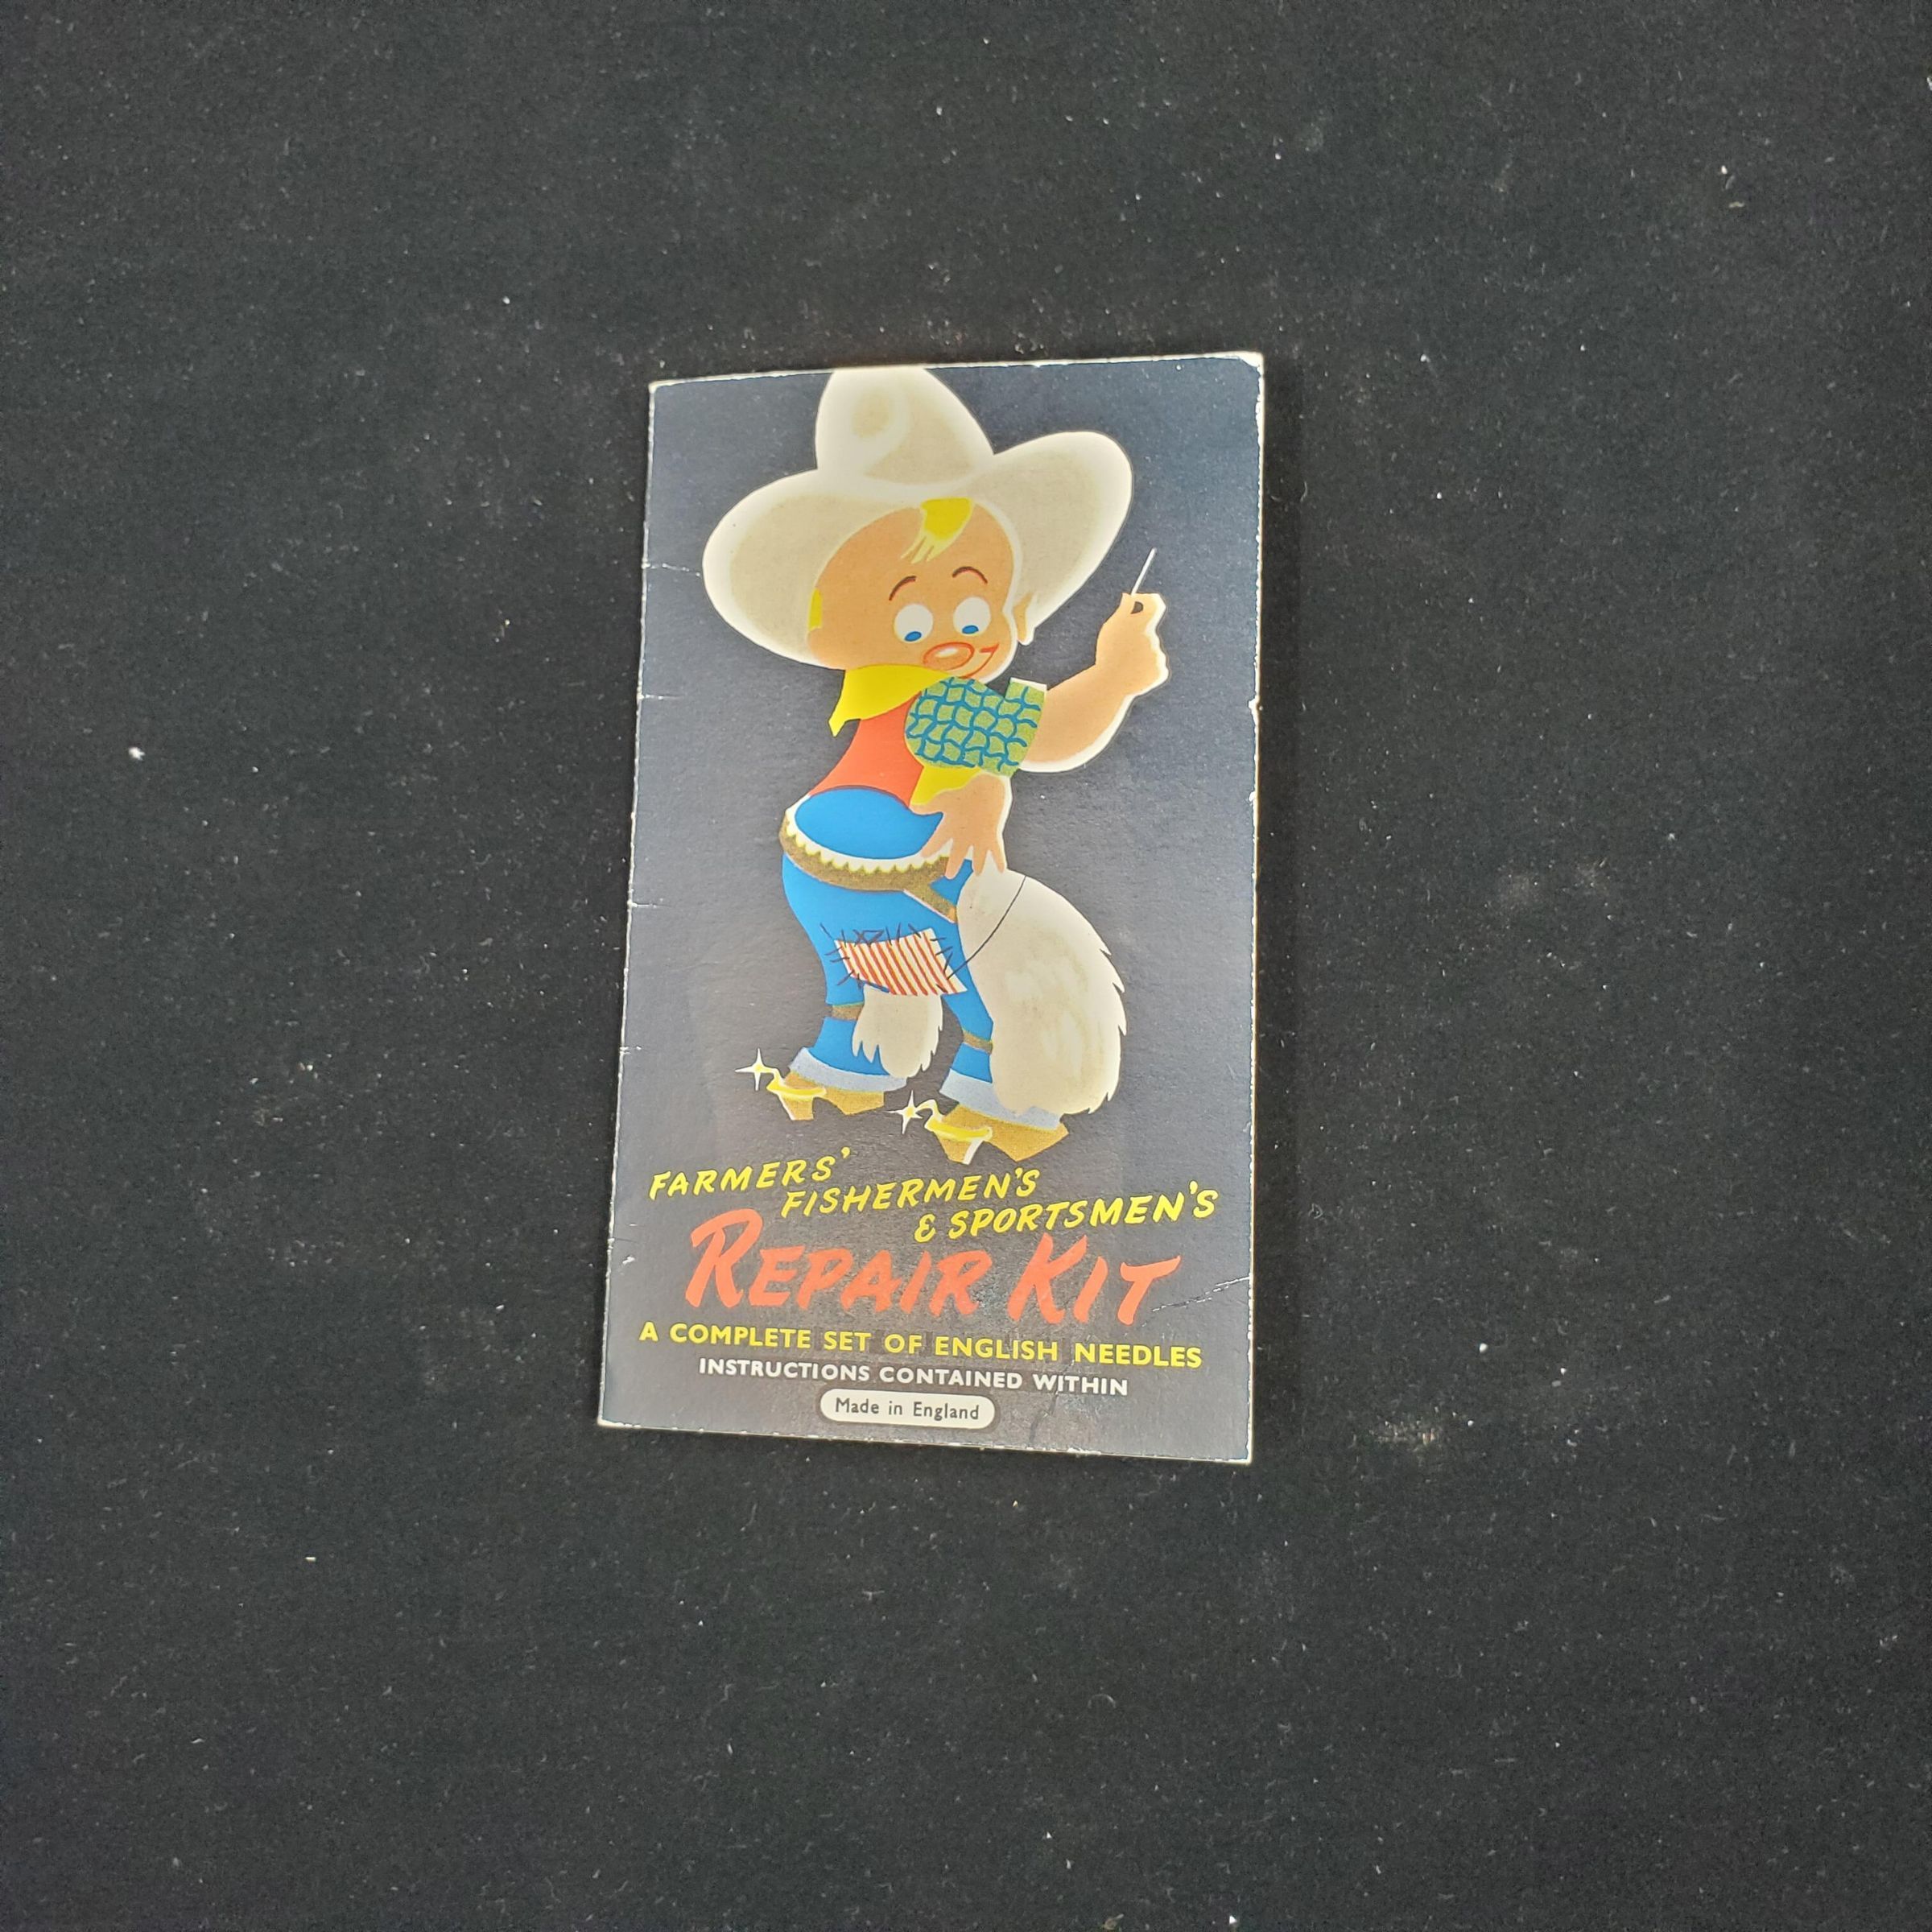 FARMERS'
FISHERMEN'S
& SPORTSMEN'S
REPAIR KIT
A COMPLETE SET OF ENGLISH NEEDLES
INSTRUCTIONS CONTAINED WITHIN
Made in England